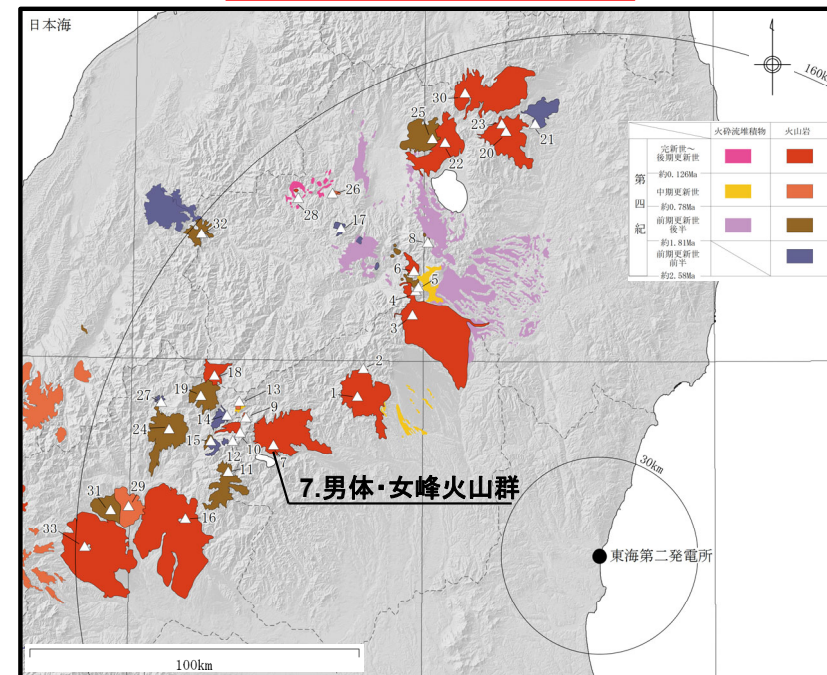 日本海
160km
30
25
23
20
21
22
26
28
17
32
8
6
5
4
3
2
1
18
13
19
27
9
14
24
15
12
10
7
11
7.男体・女峰火山群
31
29
16
33
30km
東海第二発電所
100km
火砕流堆積物 火山岩
第四紀
完新世～
後期更新世
約0.126Ma
中期更新世
約0.78Ma
前期更新世
後半
約1.81Ma
前期更新世
前半
約2.58Ma